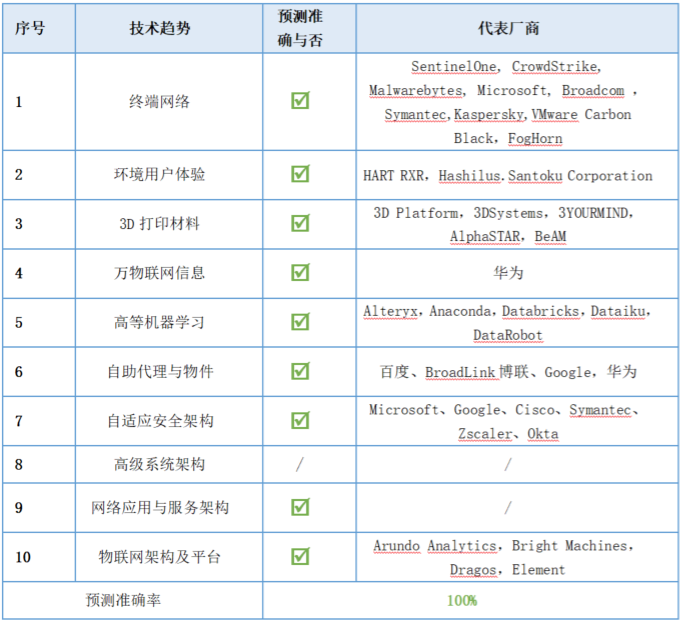 序号 技术趋势 预测准确与否 代表厂商
1 终端网络 ☑ SentinelOne, CrowdStrike,
Malwarebytes, Microsoft, Broadcom ,
Symantec,Kaspersky,VMware Carbon
Black, FogHorn
2 环境用户体验 ☑ HART RXR, Hashilus.Santoku Corporation
3 3D 打印材料 ☑ 3D Platform, 3DSystems, 3YOURMIND,
AlphaSTAR, BeAM
4 万物联网信息 ☑ 华为
5 高等机器学习 ☑ Alteryx, Anaconda, Databricks, Dataiku,
DataRobot
6 自助代理与物件 ☑ 百度、BroadLink 博联、Google, 华为
7 自适应安全架构 ☑ Microsoft、Google、Cisco、Symantec、
Zscaler、Okta
8 高级系统架构 / /
9 网络应用与服务架构 ☑ /
10 物联网架构及平台 ☑ Arundo Analytics, Bright Machines,
Dragos, Element
预测准确率 100%